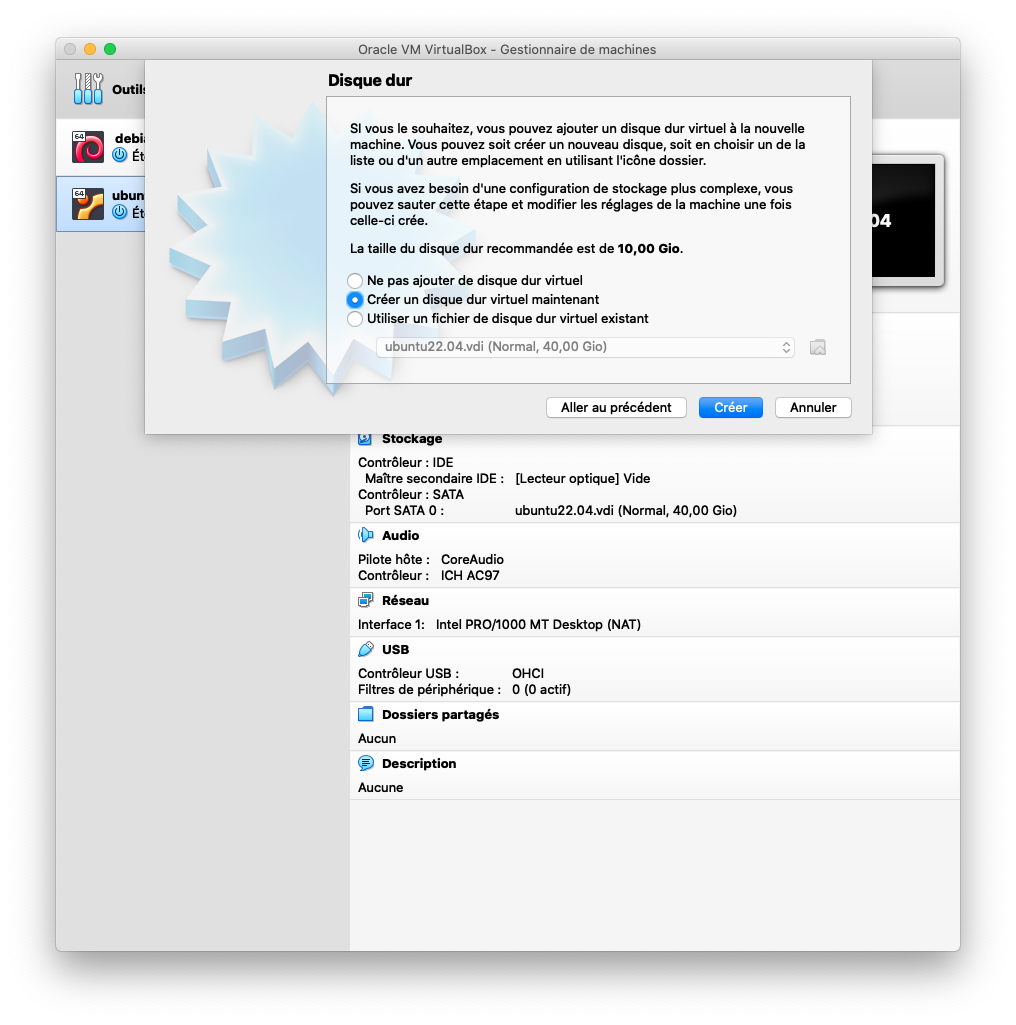 Oracle VM VirtualBox - Gestionnaire de machines
Outils
Disque dur
SI vous le souhaitez, vous pouvez ajouter un disque dur virtuel à la nouvelle
machine. Vous pouvez soit créer un nouveau disque, soit en choisir un de la
liste ou d'un autre emplacement en utilisant l'icône dossier.
Si vous avez besoin d'une configuration de stockage plus complexe, vous
pouvez sauter cette étape et modifier les réglages de la machine une fois
celle-ci crée.
La taille du disque dur recommandée est de 10,00 Gio.
Ne pas ajouter de disque dur virtuel
Créer un disque dur virtuel maintenant
Utiliser un fichier de disque dur virtuel existant
ubuntu22.04.vdi (Normal, 40,00 Gio)
Aller au précédent
Créer
Annuler
64
debi
Ét
64
ubun
Ét
04
Stockage
Contrôleur : IDE
Maître secondaire IDE : [Lecteur optique] Vide
Contrôleur : SATA
Port SATA 0 : ubuntu22.04.vdi (Normal, 40,00 Gio)
Audio
Pilote hôte : CoreAudio
Contrôleur : ICH AC97
Réseau
Interface 1: Intel PRO/1000 MT Desktop (NAT)
USB
Contrôleur USB : OHCI
Filtres de périphérique : 0 (0 actif)
Dossiers partagés
Aucun
Description
Aucune